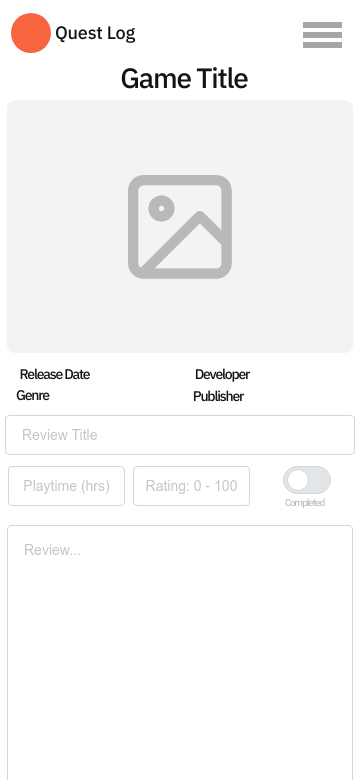 Quest Log
Game Title
Release Date Developer
Genre Publisher
Review Title
Playtime (hrs) Rating: 0 - 100
Completed
Review...